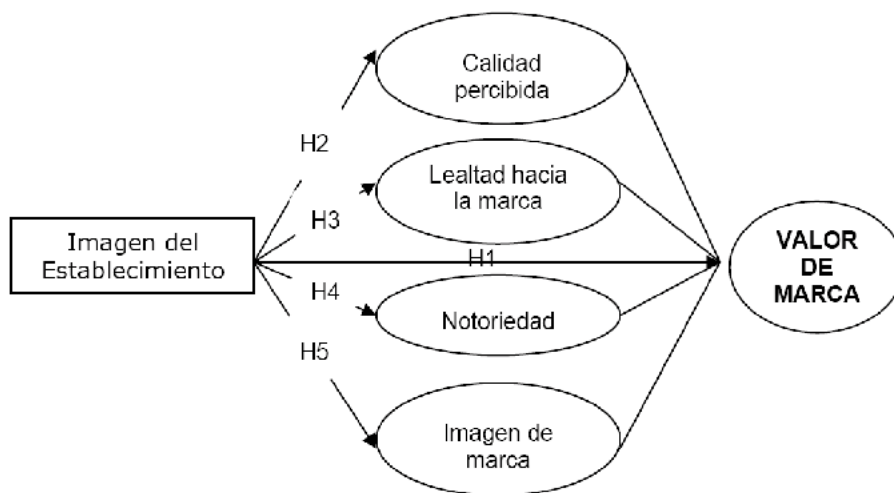 Calidad
percibida
H2
Lealtad hacia
la marca
H3
Imagen del
Establecimiento
H1
VALOR
DE
MARCA
H4
Notoriedad
H5
Imagen de
marca